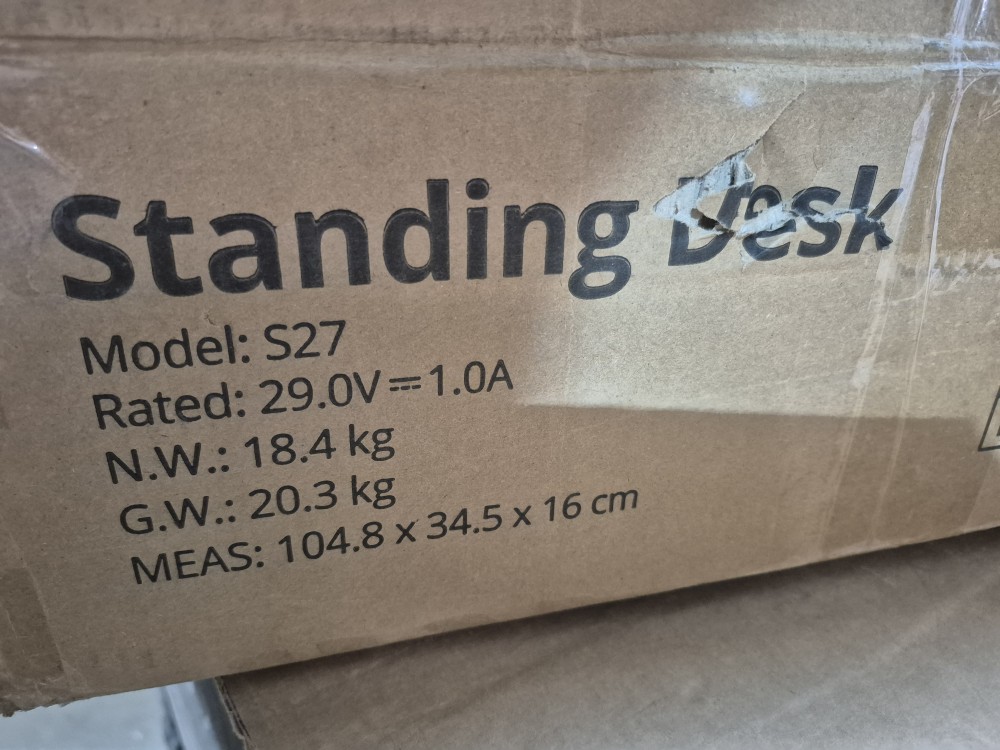 Standing Desk
Model: S27
Rated: 29.0V⎓1.0A
N.W.: 18.4 kg
G.W.: 20.3 kg
MEAS: 104.8 x 34.5 x 16 cm